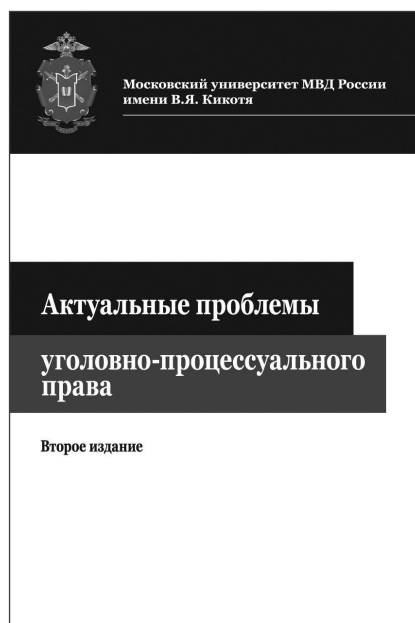 Московский университет МВД России
имени В.Я. Кикотя
Актуальные проблемы
уголовно-процессуального
права
Второе издание